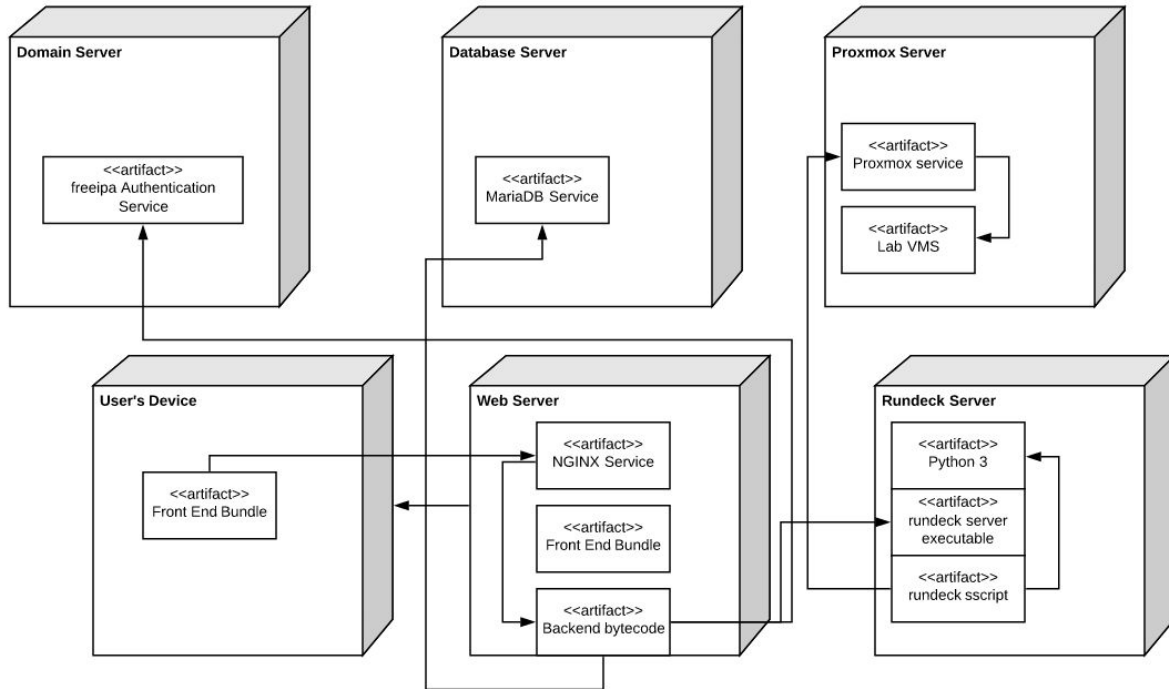 Domain Server
<<artifact>>
freeipa Authentication
Service
Database Server
<<artifact>>
MariaDB Service
Proxmox Server
<<artifact>>
Proxmox service
<<artifact>>
Lab VMS
User's Device
<<artifact>>
Front End Bundle
Web Server
<<artifact>>
NGINX Service
<<artifact>>
Front End Bundle
<<artifact>>
Backend bytecode
Rundeck Server
<<artifact>>
Python 3
<<artifact>>
rundeck server
executable
<<artifact>>
rundeck sscript